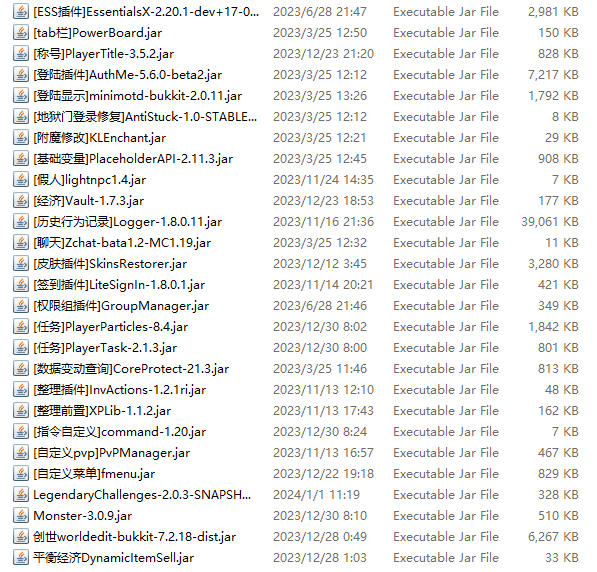 [ESS插件]EssentialsX-2.20.1-dev+17-0... 2023/6/28 21:47 Executable Jar File 2,981 KB
[tab栏]PowerBoard.jar 2023/3/25 12:50 Executable Jar File 150 KB
[称号]PlayerTitle-3.5.2.jar 2023/12/23 21:20 Executable Jar File 828 KB
[登陆插件]AuthMe-5.6.0-beta2.jar 2023/3/25 12:12 Executable Jar File 7,217 KB
[登陆显示]minimotd-bukkit-2.0.11.jar 2023/3/25 13:26 Executable Jar File 1,792 KB
[地狱门登录修复]AntiStuck-1.0-STABLE... 2023/3/25 12:12 Executable Jar File 8 KB
[附魔修改]KLEnchant.jar 2023/3/25 12:21 Executable Jar File 29 KB
[基础变量]PlaceholderAPI-2.11.3.jar 2023/3/25 12:45 Executable Jar File 908 KB
[假人]lightnpc1.4.jar 2023/11/24 14:35 Executable Jar File 7 KB
[经济]Vault-1.7.3.jar 2023/12/23 18:53 Executable Jar File 177 KB
[历史行为记录]Logger-1.8.0.11.jar 2023/11/16 21:36 Executable Jar File 39,061 KB
[聊天]Zchat-bata1.2-MC1.19.jar 2023/3/25 12:32 Executable Jar File 11 KB
[皮肤插件]SkinsRestorer.jar 2023/12/12 3:45 Executable Jar File 3,280 KB
[签到插件]LiteSignIn-1.8.0.1.jar 2023/11/14 20:21 Executable Jar File 421 KB
[权限组插件]GroupManager.jar 2023/6/28 21:46 Executable Jar File 349 KB
[任务]PlayerParticles-8.4.jar 2023/12/30 8:02 Executable Jar File 1,842 KB
[任务]PlayerTask-2.1.3.jar 2023/12/30 8:00 Executable Jar File 801 KB
[数据变动查询]CoreProtect-21.3.jar 2023/3/25 11:46 Executable Jar File 813 KB
[整理插件]InvActions-1.2.1ri.jar 2023/11/13 12:10 Executable Jar File 48 KB
[整理前置]XPLib-1.1.2.jar 2023/11/13 17:43 Executable Jar File 162 KB
[指令自定义]command-1.20.jar 2023/12/30 8:24 Executable Jar File 7 KB
[自定义pvp]PvPManager.jar 2023/11/13 16:57 Executable Jar File 467 KB
[自定义菜单]fmenu.jar 2023/12/22 19:18 Executable Jar File 829 KB
LegendaryChallenges-2.0.3-SNAPSH... 2024/1/1 11:19 Executable Jar File 328 KB
Monster-3.0.9.jar 2023/12/30 8:10 Executable Jar File 510 KB
创世worldedit-bukkit-7.2.18-dist.jar 2023/12/28 0:49 Executable Jar File 6,267 KB
平衡经济DynamicItemSell.jar 2023/12/28 1:03 Executable Jar File 33 KB